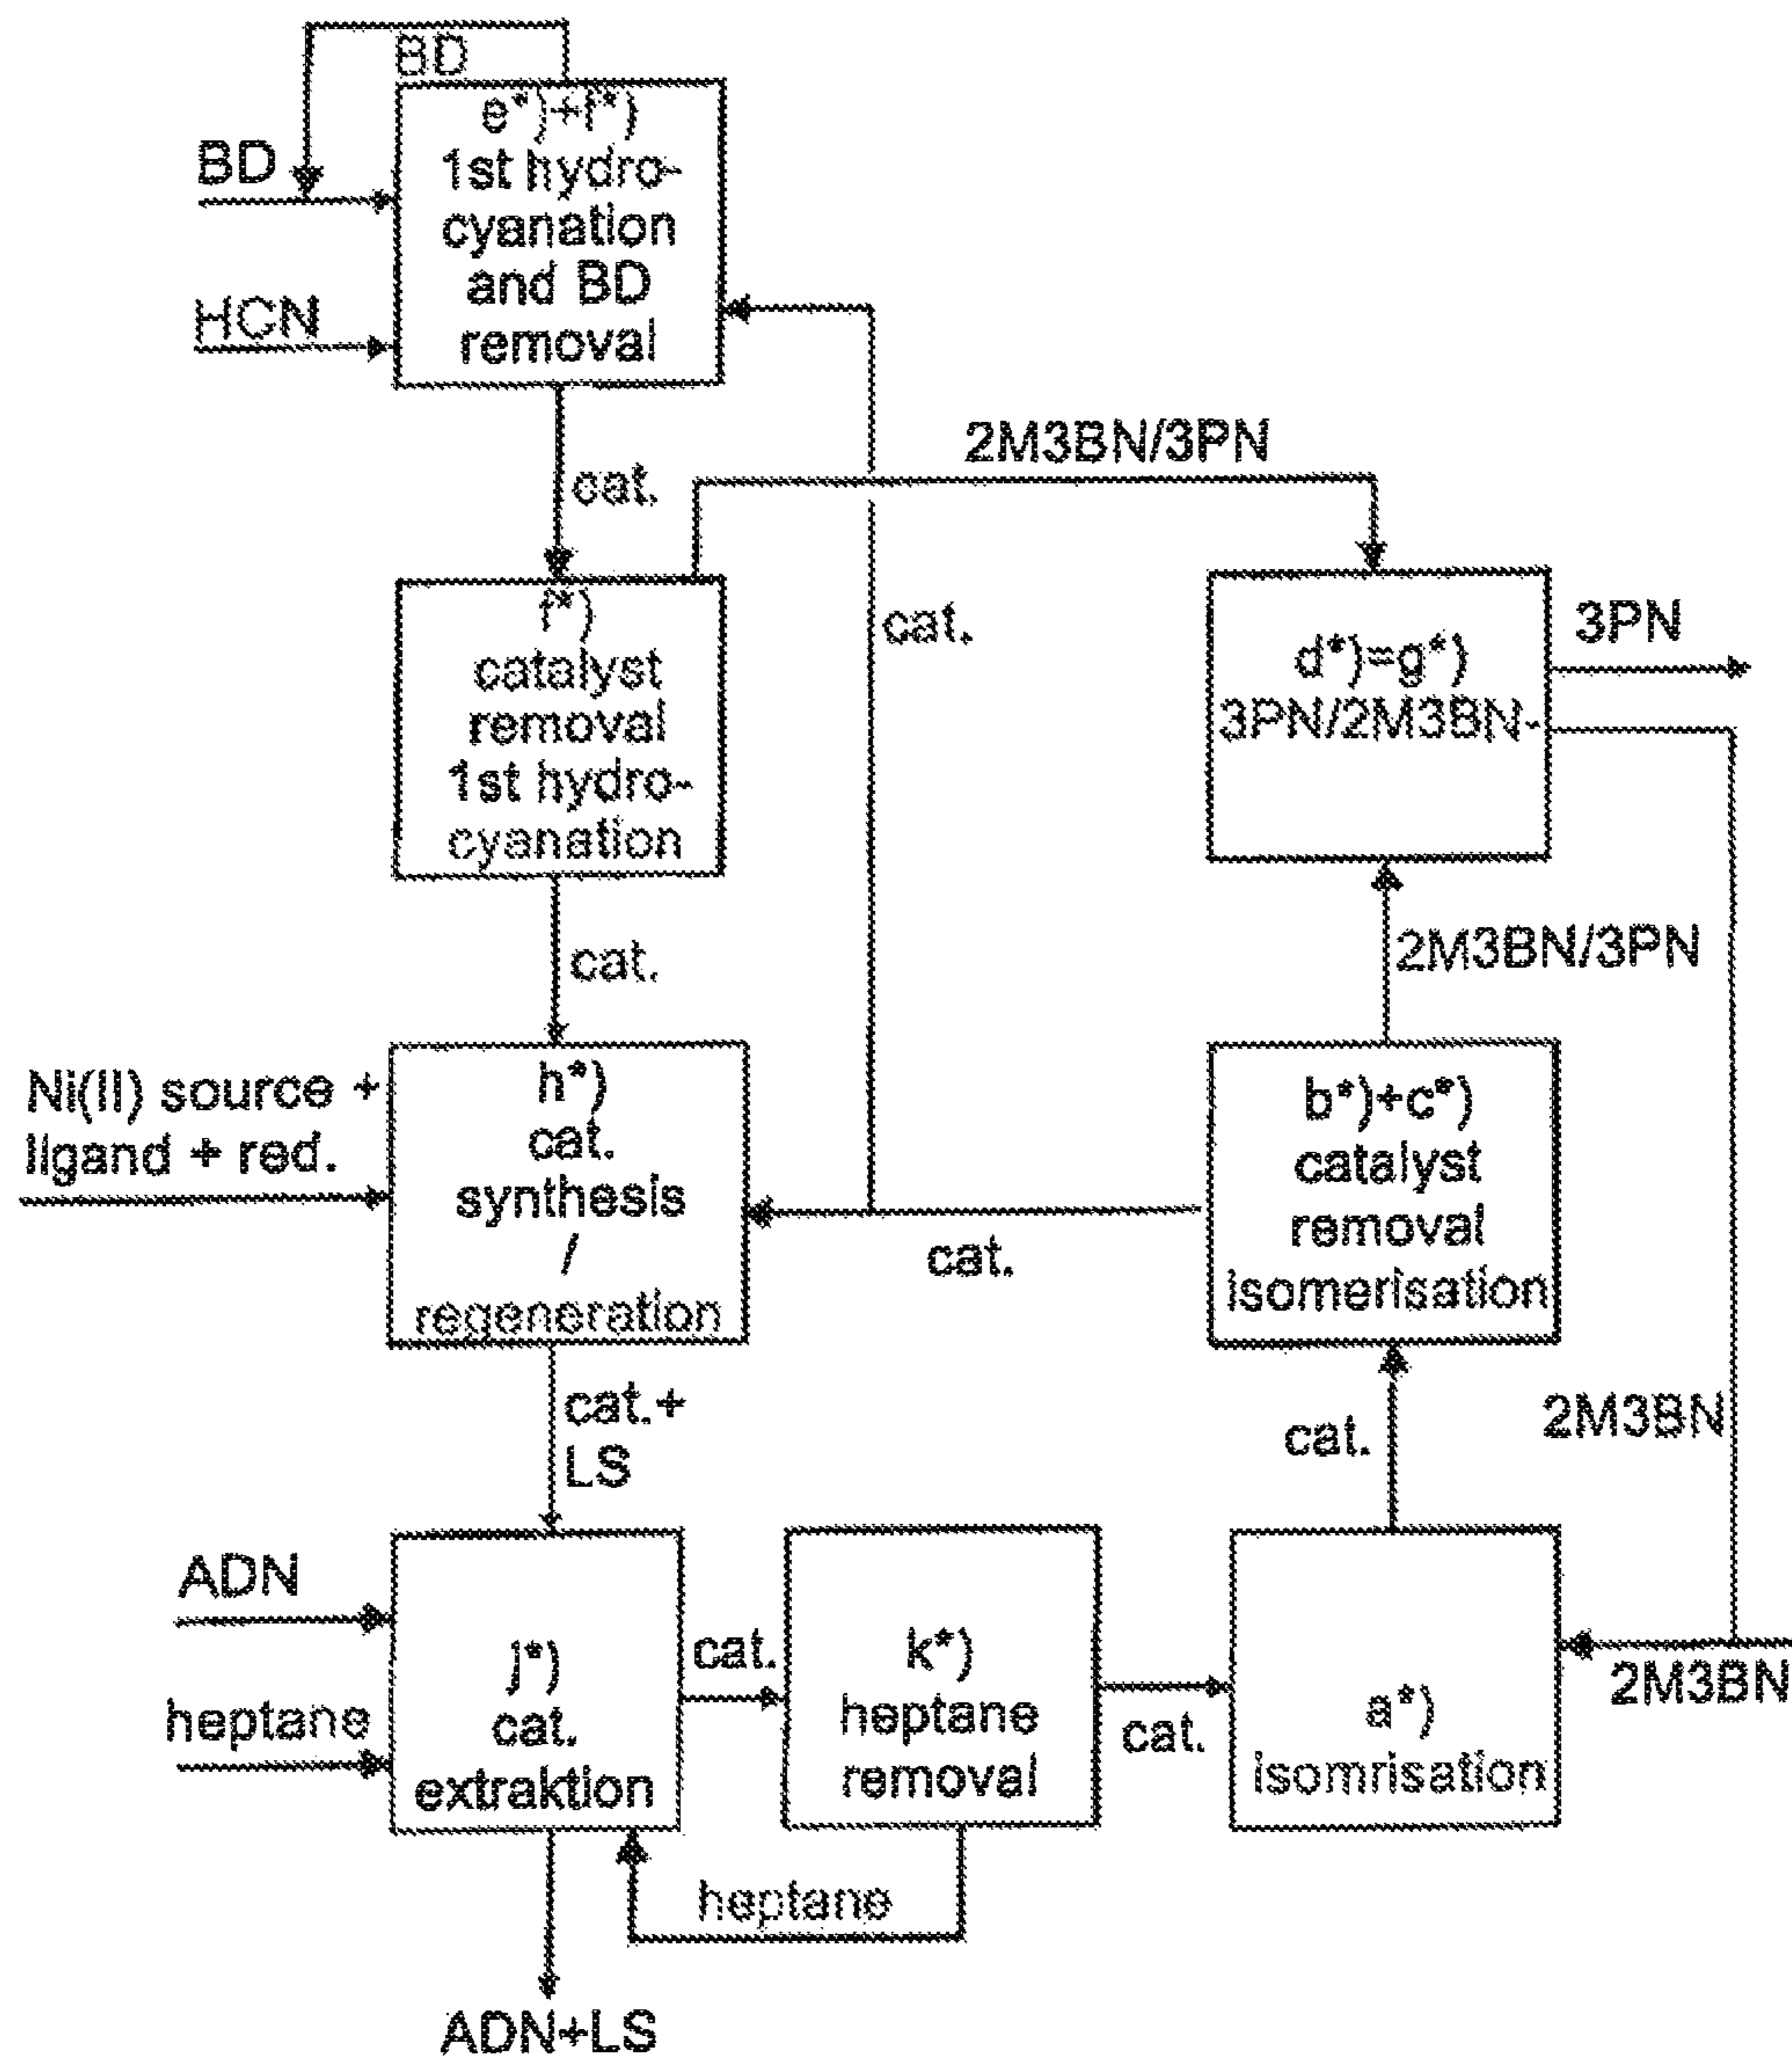 BD
e*)+f*)
1st hydro-
cyanation
and BD
removal
BD
HCN
cat.
2M3BN/3PN
f*)
catalyst
removal
1st hydro-
cyanation
cat.
d*)=g*)
3PN/2M3BN-
3PN
cat.
2M3BN/3PN
Ni(II) source +
ligand + red.
h*)
cat.
synthesis
/
regeneration
cat.
b*)+c*)
catalyst
removal
isomerisation
cat.+
LS
cat.
2M3BN
ADN
heptane
j*)
cat.
extraktion
cat.
k*)
heptane
removal
cat.
a*)
isomrisation
2M3BN
heptane
ADN+LS